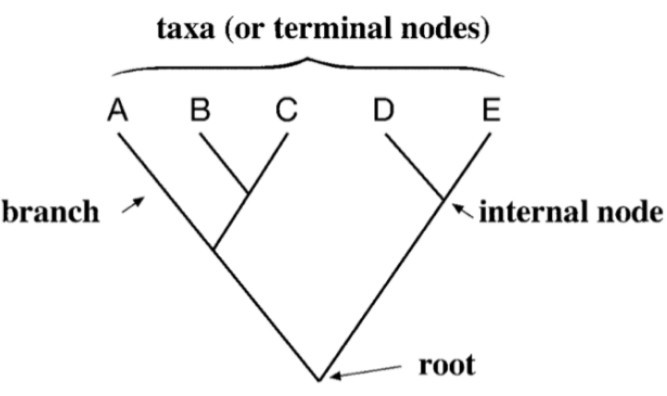 taxa (or terminal nodes)
A B C D E
branch
internal node
root